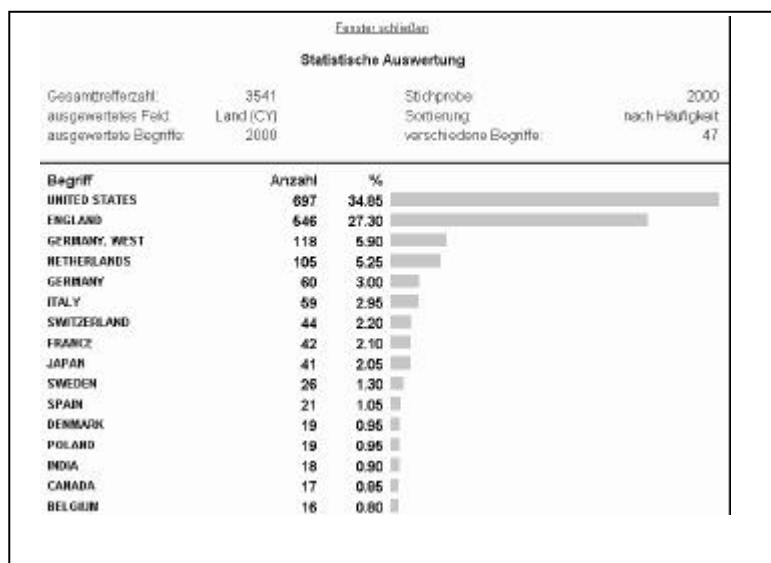 Fenster schließen
Statistische Auswertung
Gesamttrefferzahl: 3541 Stichprobe: 2000
ausgewertetes Feld: Land (CY) Sortierung: nach Häufigkeit
ausgewertete Begriffe: 2000 verschiedene Begriffe: 47
Begriff Anzahl %
UNITED STATES 697 34.85
ENGLAND 546 27.30
GERMANY, WEST 118 5.90
NETHERLANDS 105 5.25
GERMANY 60 3.00
ITALY 59 2.95
SWITZERLAND 44 2.20
FRANCE 42 2.10
JAPAN 41 2.05
SWEDEN 26 1.30
SPAIN 21 1.05
DENMARK 19 0.95
POLAND 19 0.95
INDIA 18 0.90
CANADA 17 0.85
BELGIUM 16 0.80